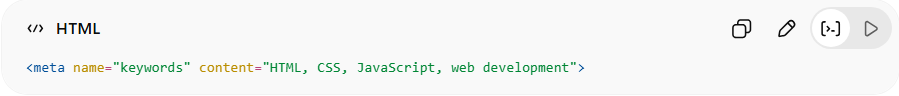 HTML
<meta name="keywords" content="HTML, CSS, JavaScript, web development">